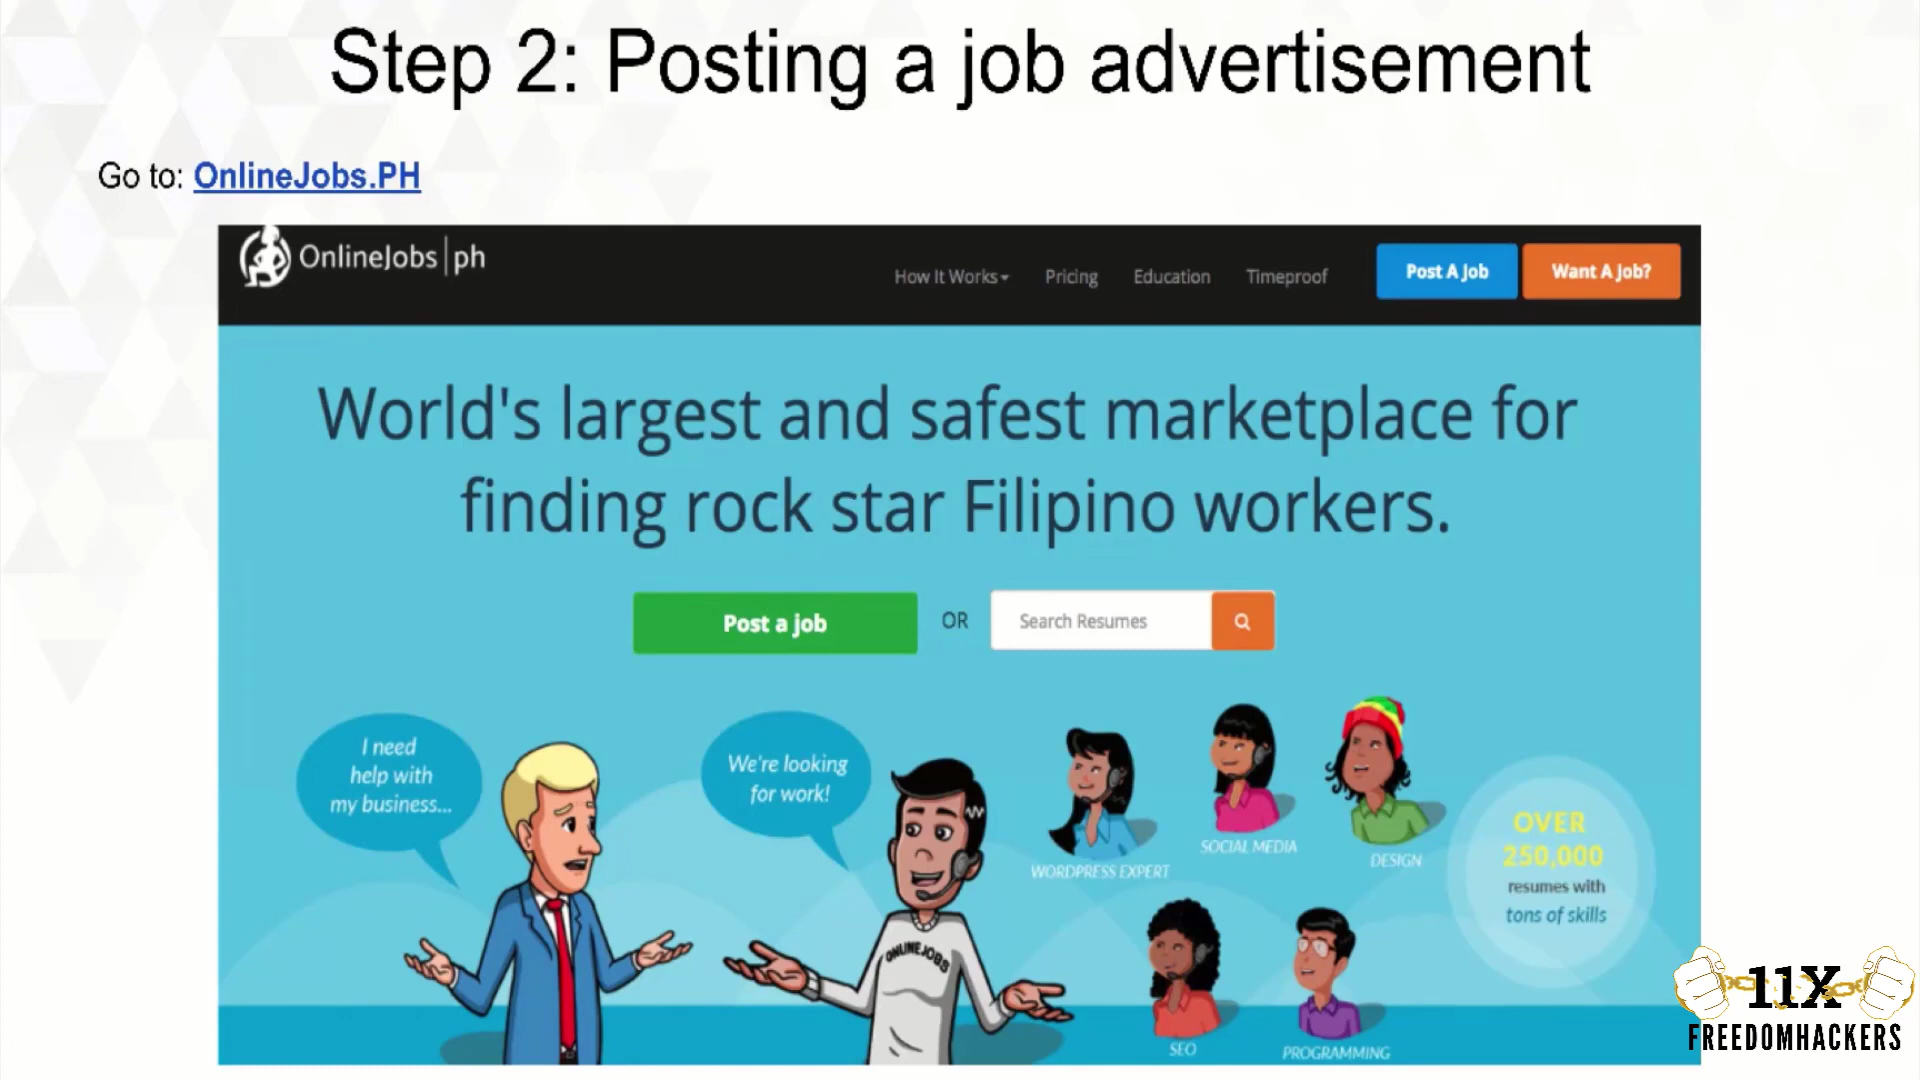 Step 2: Posting a job advertisement
Go to: OnlineJobs.PH
OnlineJobs|ph
How It Works
Pricing
Education
Timeproof
Post A Job
Want A Job?
World's largest and safest marketplace for
finding rock star Filipino workers.
Post a job
OR
Search Resumes
I need
help with
my business...
We're looking
for work!
ONLINEJOBS
WORDPRESS EXPERT
SOCIAL MEDIA
DESIGN
SEO
PROGRAMMING
OVER
250,000
resumes with
tons of skills
11X
FREEDOMHACKERS